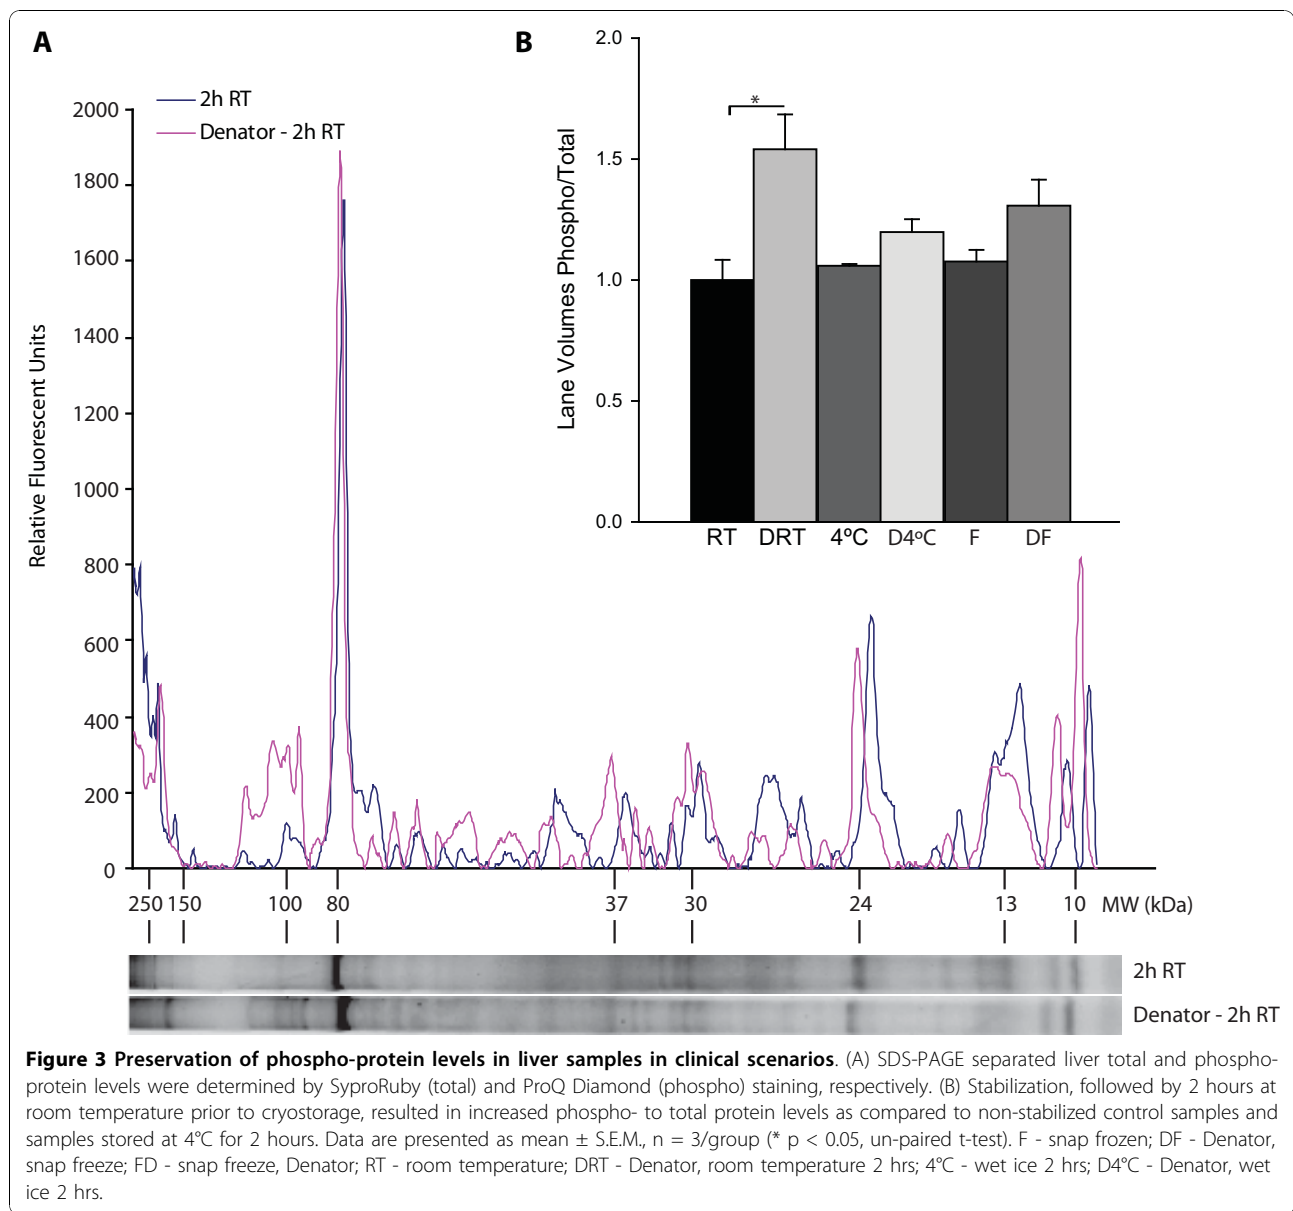 A
B
2h RT
Denator - 2h RT
2000
1800
1600
1400
1200
1000
800
600
400
200
0
Relative Fluorescent Units
2.0
1.5
1.0
0.5
0.0
Lane Volumes Phospho/Total
*
RT DRT 4ºC D4ºC F DF
250 150 100 80 37 30 24 13 10 MW (kDa)
2h RT
Denator - 2h RT
Figure 3 Preservation of phospho-protein levels in liver samples in clinical scenarios. (A) SDS-PAGE separated liver total and phospho-
protein levels were determined by SyproRuby (total) and ProQ Diamond (phospho) staining, respectively. (B) Stabilization, followed by 2 hours at
room temperature prior to cryostorage, resulted in increased phospho- to total protein levels as compared to non-stabilized control samples and
samples stored at 4°C for 2 hours. Data are presented as mean ± S.E.M., n = 3/group (* p < 0.05, un-paired t-test). F - snap frozen; DF - Denator,
snap freeze; FD - snap freeze, Denator; RT - room temperature; DRT - Denator, room temperature 2 hrs; 4°C - wet ice 2 hrs; D4°C - Denator, wet
ice 2 hrs.